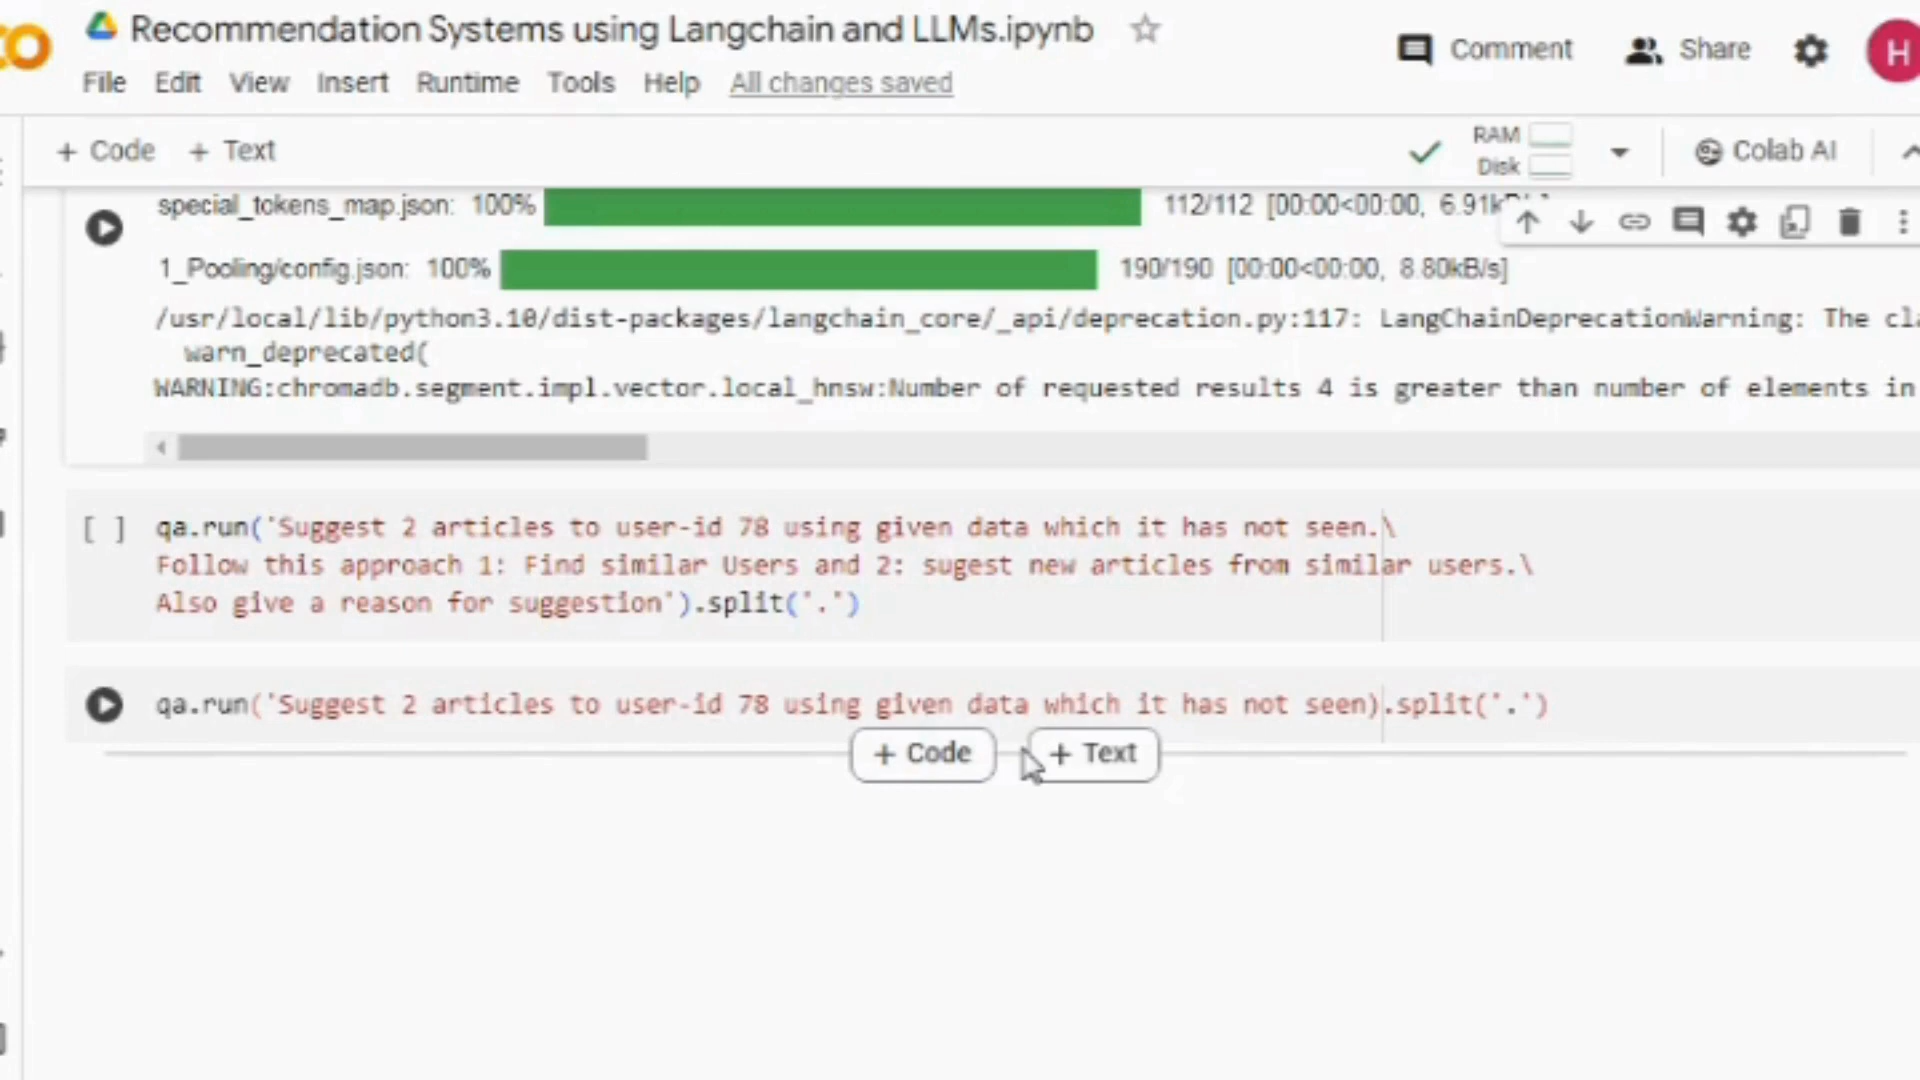 Recommendation Systems using Langchain and LLMs.ipynb
Comment
Share
H
File Edit View Insert Runtime Tools Help All changes saved
+ Code + Text
RAM
Disk
Colab AI
special_tokens_map.json: 100% 112/112 [00:00<00:00, 6.91k
1_Pooling/config.json: 100% 190/190 [00:00<00:00, 8.80kB/s]
/usr/local/lib/python3.10/dist-packages/langchain_core/_api/deprecation.py:117: LangChainDeprecationWarning: The cla
warn_deprecated(
WARNING:chromadb.segment.impl.vector.local_hnsw:Number of requested results 4 is greater than number of elements in
[ ] qa.run('Suggest 2 articles to user-id 78 using given data which it has not seen.\
Follow this approach 1: Find similar Users and 2: sugest new articles from similar users.\
Also give a reason for suggestion').split('.')
qa.run('Suggest 2 articles to user-id 78 using given data which it has not seen).split('.')
+ Code + Text